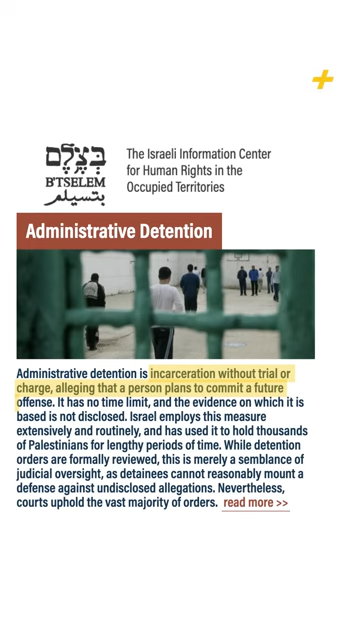 בצלם
B'TSELEM
بتسيلم
The Israeli Information Center
for Human Rights in the
Occupied Territories
Administrative Detention
Administrative detention is incarceration without trial or
charge, alleging that a person plans to commit a future
offense. It has no time limit, and the evidence on which it is
based is not disclosed. Israel employs this measure
extensively and routinely, and has used it to hold thousands
of Palestinians for lengthy periods of time. While detention
orders are formally reviewed, this is merely a semblance of
judicial oversight, as detainees cannot reasonably mount a
defense against undisclosed allegations. Nevertheless,
courts uphold the vast majority of orders. read more >>